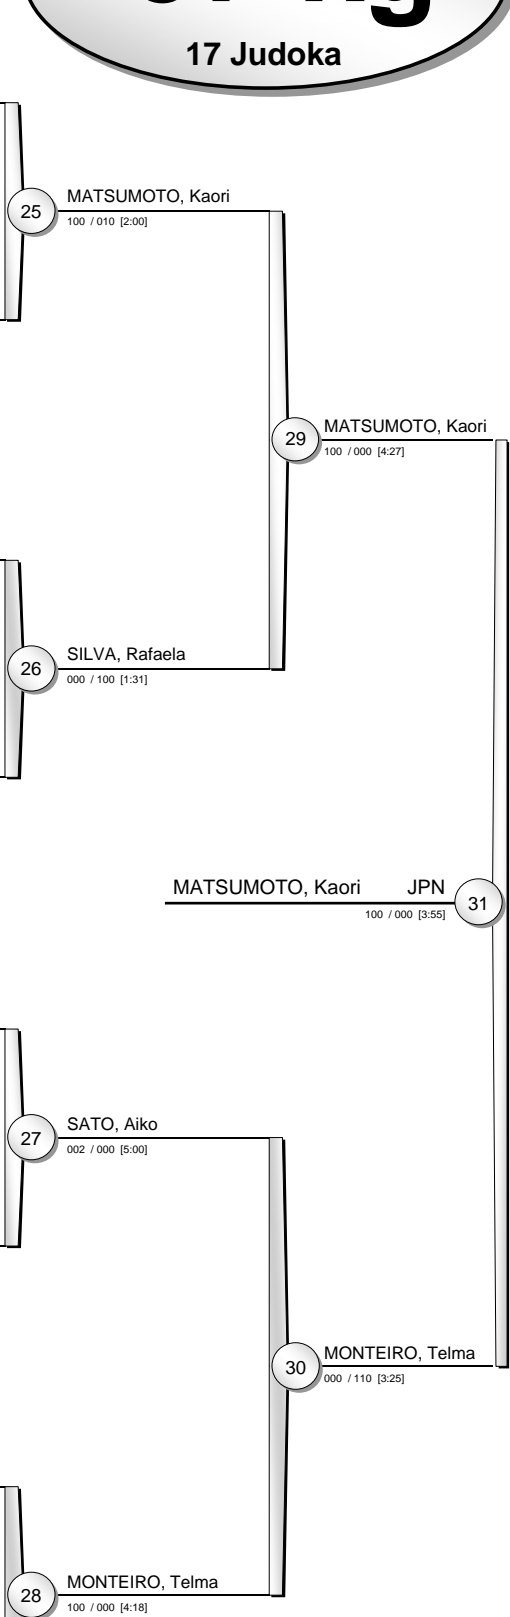 17 Judoka
25
MATSUMOTO, Kaori
100 / 010 [2:00]
29
MATSUMOTO, Kaori
100 / 000 [4:27]
26
SILVA, Rafaela
000 / 100 [1:31]
MATSUMOTO, Kaori JPN
100 / 000 [3:55]
31
27
SATO, Aiko
002 / 000 [5:00]
30
MONTEIRO, Telma
000 / 110 [3:25]
28
MONTEIRO, Telma
100 / 000 [4:18]